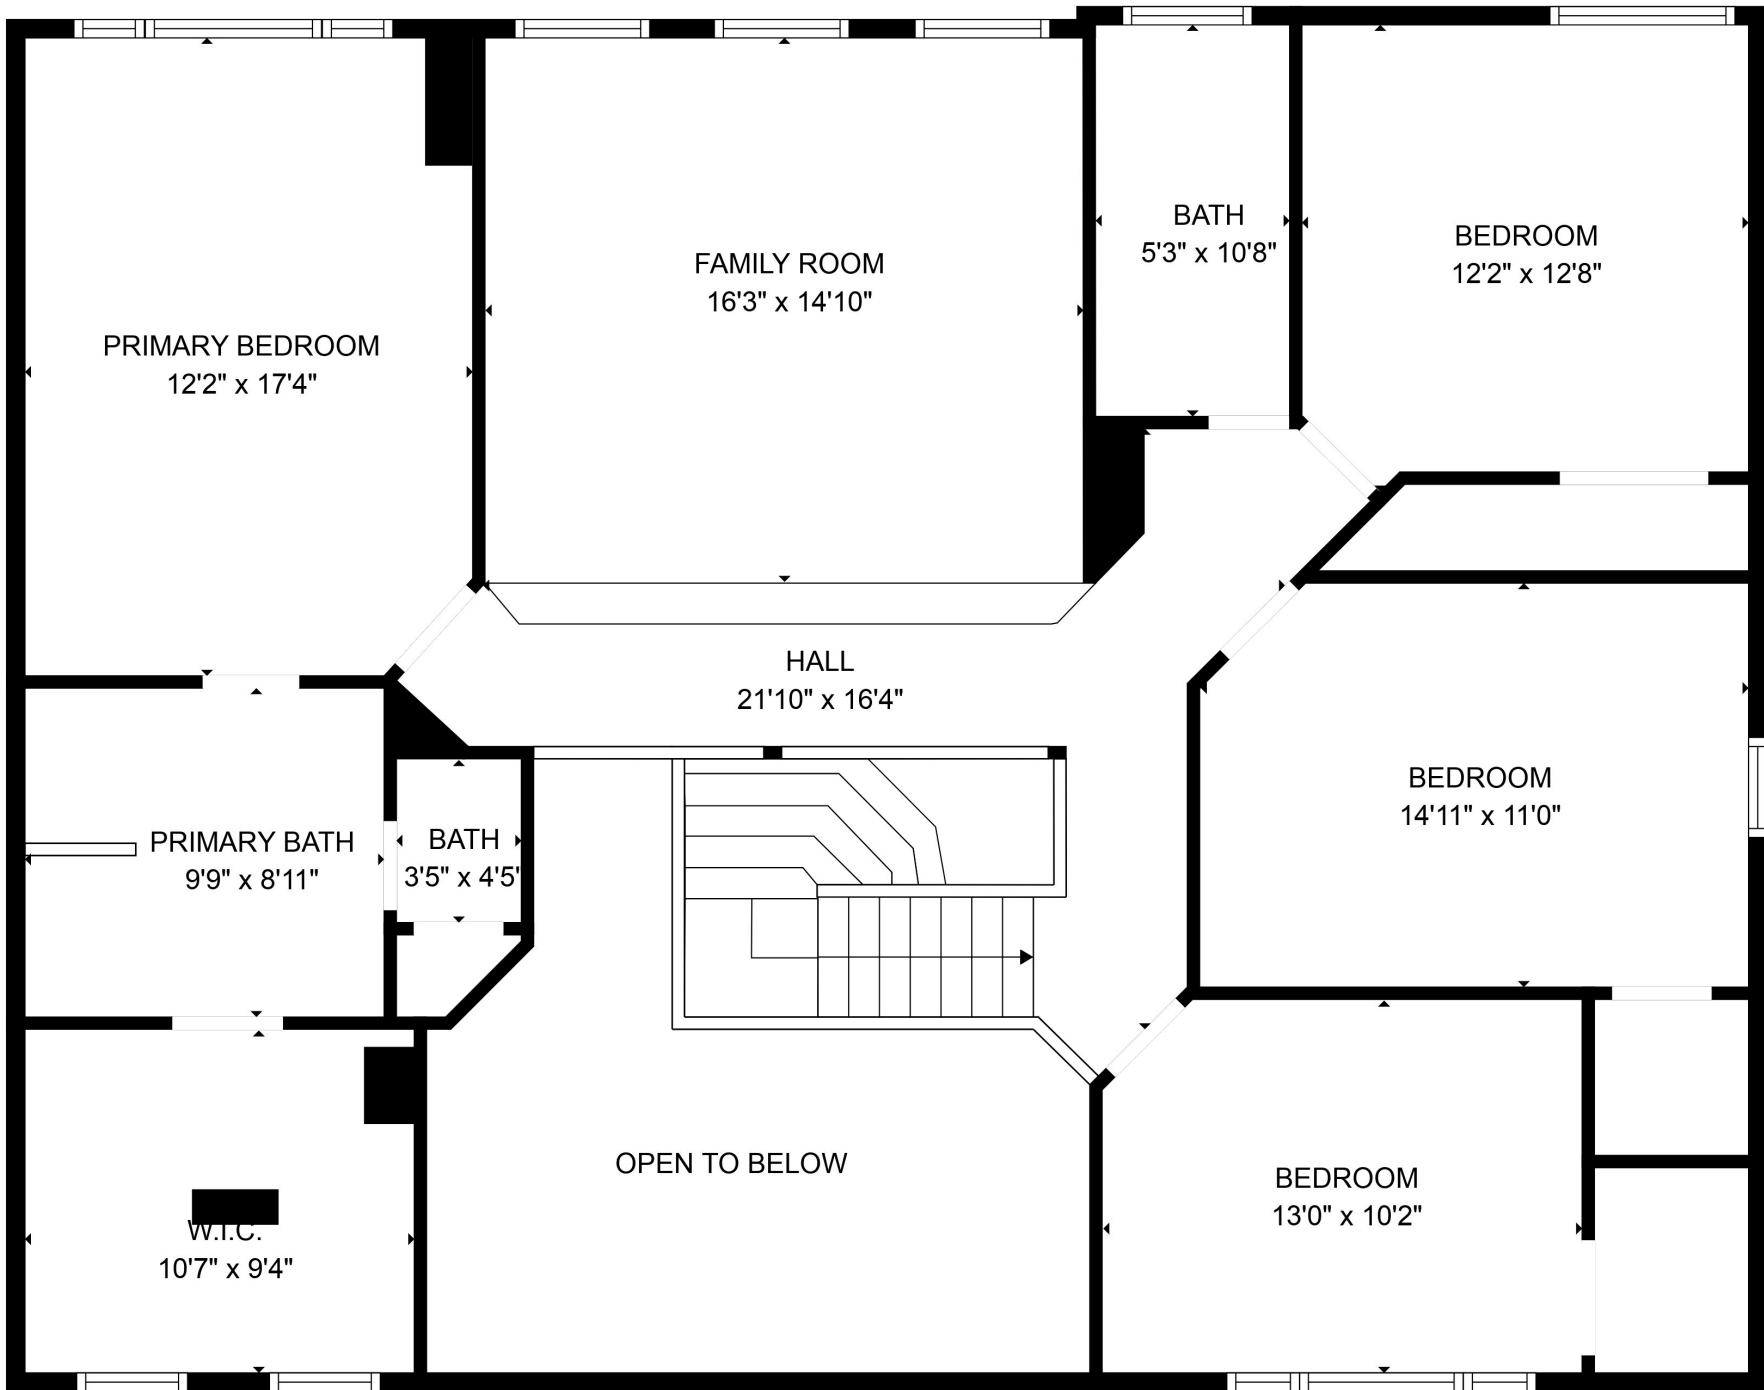 BATH
5'3" x 10'8"
BEDROOM
12'2" x 12'8"
FAMILY ROOM
16'3" x 14'10"
PRIMARY BEDROOM
12'2" x 17'4"
HALL
21'10" x 16'4"
BEDROOM
14'11" x 11'0"
PRIMARY BATH
9'9" x 8'11"
BATH
3'5" x 4'5'
OPEN TO BELOW
BEDROOM
13'0" x 10'2"
W.I.C.
10'7" x 9'4"